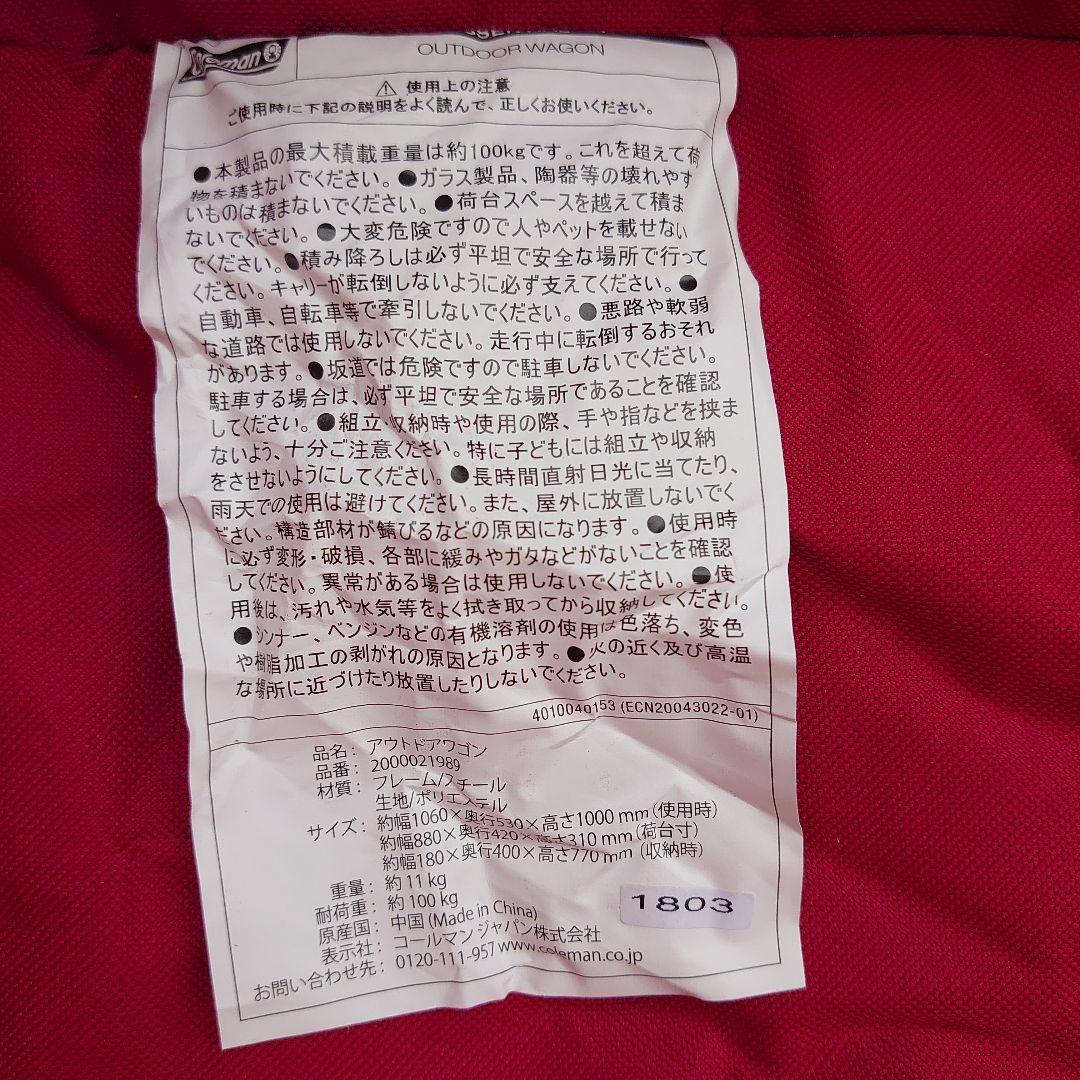 Coleman
OUTDOOR WAGON
⚠ 使用上の注意
ご使用時に下記の説明をよく読んで、正しくお使いください。
●本製品の最大積載重量は約100kgです。これを超えて荷
物を積まないでください。●ガラス製品、陶器等の壊れやす
いものは積まないでください。●荷台スペースを越えて積ま
ないでください。●大変危険ですので人やペットを載せない
でください。●積み降ろしは必ず平坦で安全な場所で行って
ください。キャリーが転倒しないように必ず支えてください。●
自動車、自転車等で牽引しないでください。●悪路や軟弱
な道路では使用しないでください。走行中に転倒するおそれ
があります。●坂道では危険ですので駐車しないでください。
駐車する場合は、必ず平坦で安全な場所であることを確認
してください。●組立・収納時や使用の際、手や指などを挟ま
ないよう、十分ご注意ください。特に子どもには組立や収納
をさせないようにしてください。●長時間直射日光に当てたり、
雨天での使用は避けてください。また、屋外に放置しないでく
ださい。構造部材が錆びるなどの原因になります。●使用時
に必ず変形・破損、各部に緩みやガタなどがないことを確認
してください。異常がある場合は使用しないでください。●使
用後は、汚れや水気等をよく拭き取ってから収納してください。
●シンナー、ベンジンなどの有機溶剤の使用は色落ち、変色
や樹脂加工の剥がれの原因となります。●火の近く及び高温
な場所に近づけたり放置したりしないでください。
4010040153 (ECN20043022-01)
品名: アウトドアワゴン
品番: 2000021989
材質: フレーム/スチール
生地/ポリエステル
サイズ: 約幅1060×奥行530×高さ1000 mm (使用時)
約幅880×奥行420×高さ310 mm (荷台寸)
約幅180×奥行400×高さ770 mm (収納時)
重量: 約 11 kg
耐荷重: 約 100 kg
原産国: 中国 (Made in China)
表示社: コールマン ジャパン株式会社
お問い合わせ先: 0120-111-957 www.coleman.co.jp
1803